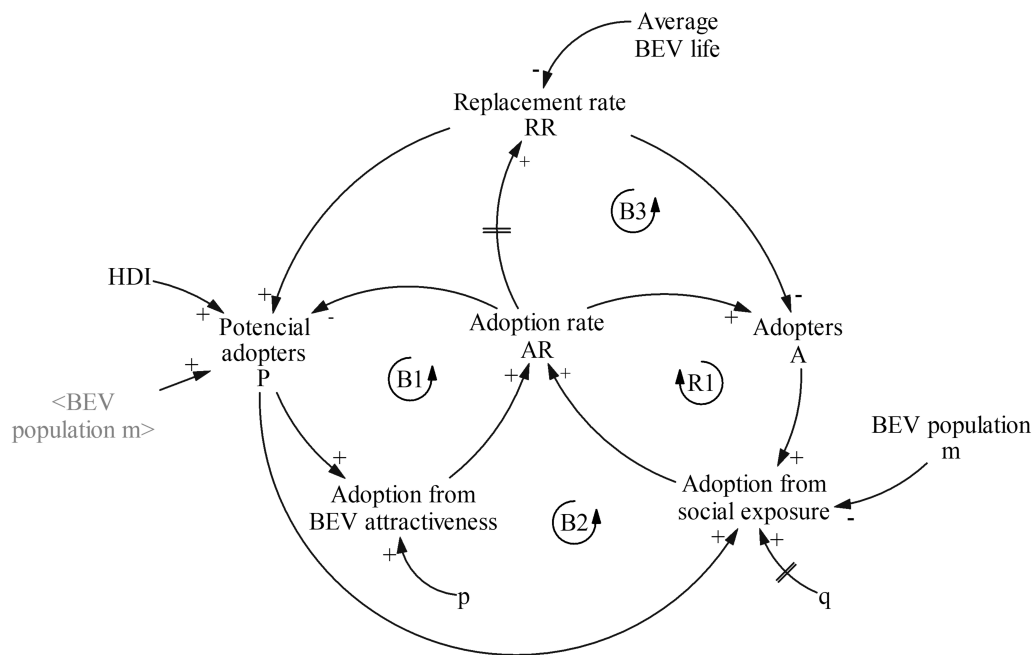 Average
BEV life
-
Replacement rate
RR
+
B3
HDI
+
+
-
-
Potencial
adopters
P
Adoption rate
AR
+
Adopters
A
+
<BEV
population m>
B1
+
+
R1
BEV population
m
+
+
Adoption from
BEV attractiveness
Adoption from
social exposure
-
B2
+
+
+
p
q